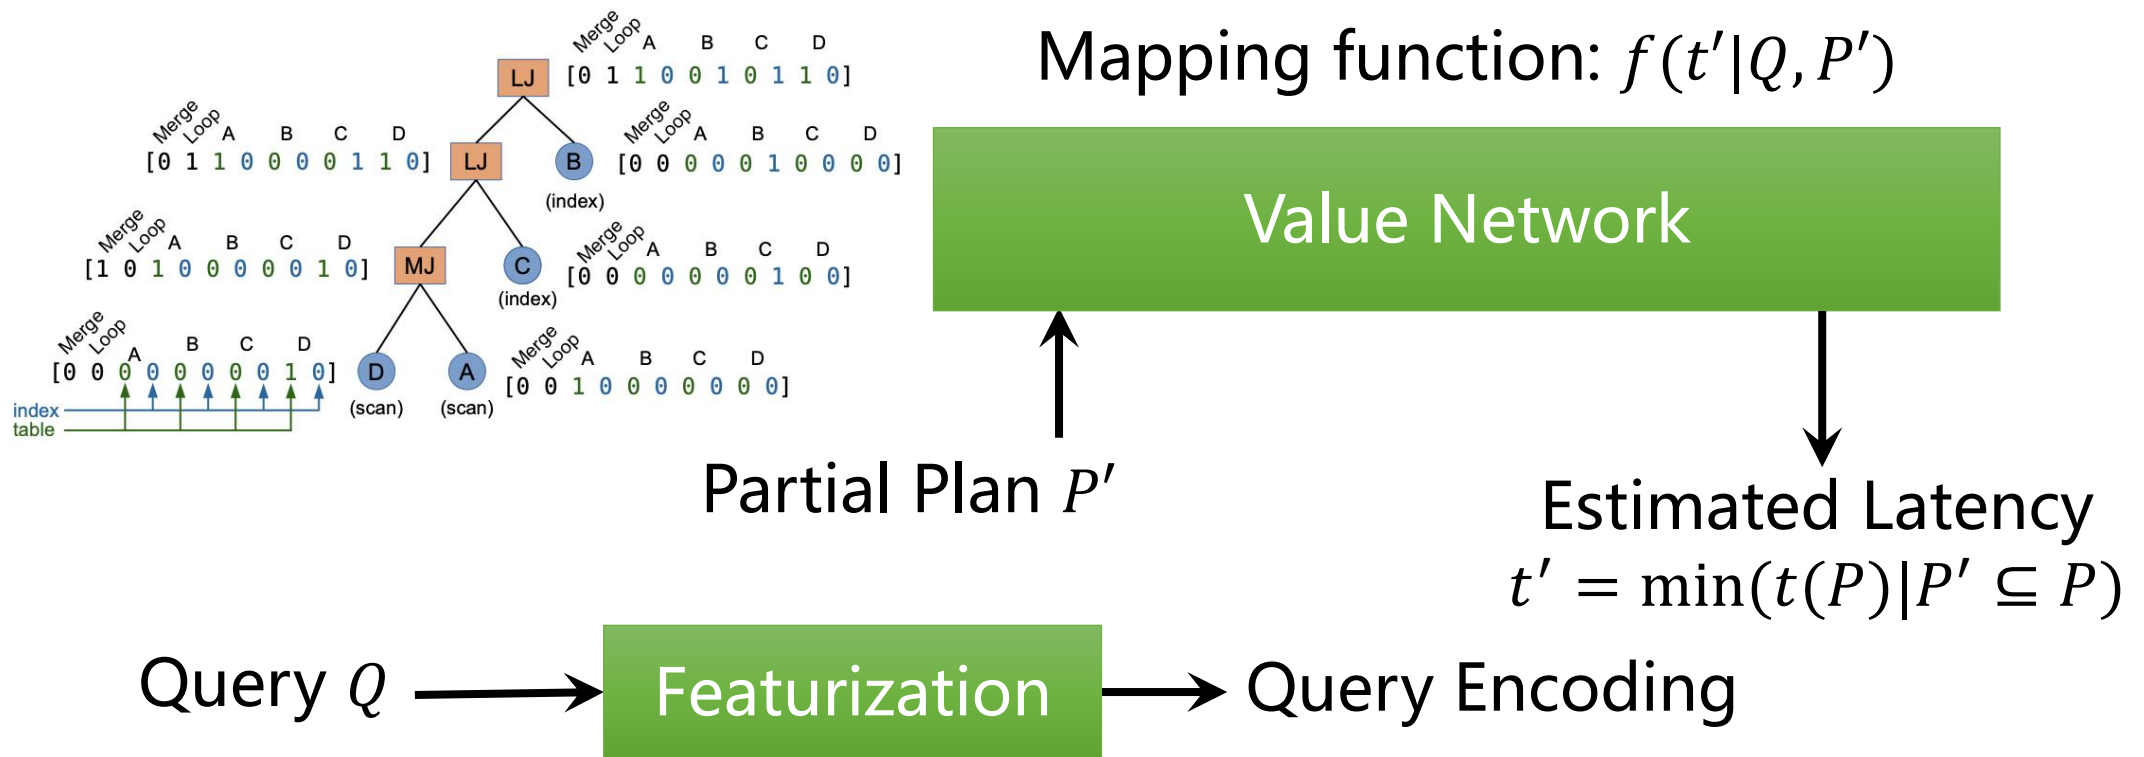 Merge Loop A B C D
LJ [0 1 1 0 0 1 0 1 1 0]
Mapping function: f(t′|Q, P′)
Merge Loop A B C D
[0 1 1 0 0 0 0 1 1 0] LJ
B
(index)
Merge Loop A B C D
[0 0 0 0 0 1 0 0 0 0]
Value Network
Merge Loop A B C D
[1 0 1 0 0 0 0 0 1 0] MJ
C
(index)
Merge Loop A B C D
[0 0 0 0 0 0 0 1 0 0]
Merge Loop A B C D
[0 0 0 0 0 0 0 0 1 0] D
(scan)
A
(scan)
Merge Loop A B C D
[0 0 1 0 0 0 0 0 0 0]
index
table
Partial Plan P′
Estimated Latency
t′ = min(t(P)|P′ ⊆ P)
Query Q
Featurization
Query Encoding